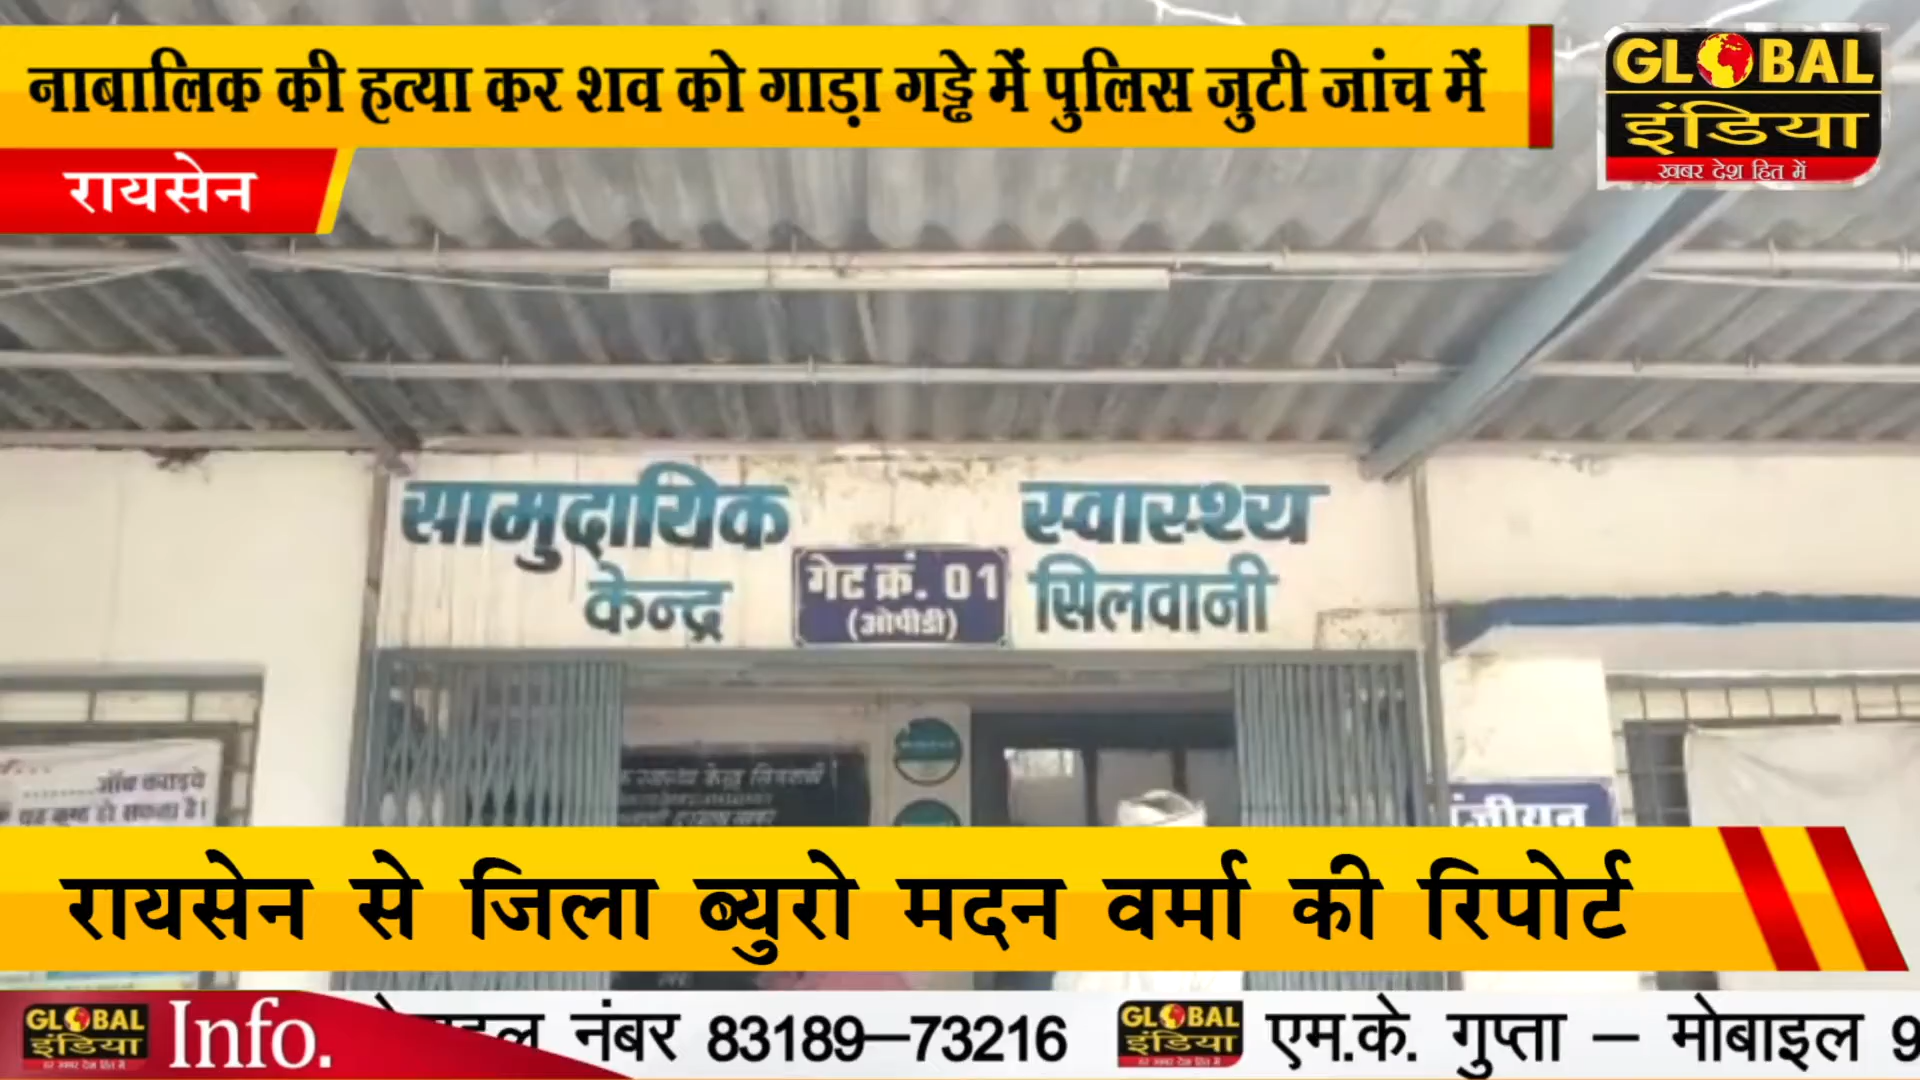 नाबालिक की हत्या कर शव को गाड़ा गड्ढे में पुलिस जुटी जांच में
GLOBAL
इंडिया
खबर देश हित में
रायसेन
सामुदायिक स्वास्थ्य
केन्द्र सिलवानी
गेट क्रं. 01
(ओपीडी)
रायसेन से जिला ब्युरो मदन वर्मा की रिपोर्ट
GLOBAL
इंडिया
Info.
नंबर 83189–73216
GLOBAL
इंडिया
एम.के. गुप्ता – मोबाइल 9